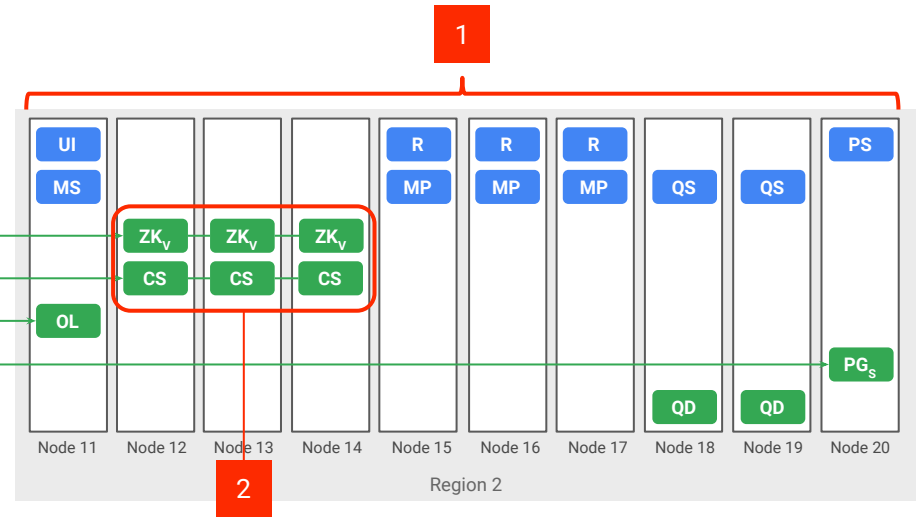 1
UI R R R PS
MS MP MP MP QS QS
ZKV ZKV ZKV
CS CS CS
OL
PGS
QD QD
Node 11 Node 12 Node 13 Node 14 Node 15 Node 16 Node 17 Node 18 Node 19 Node 20
2 Region 2